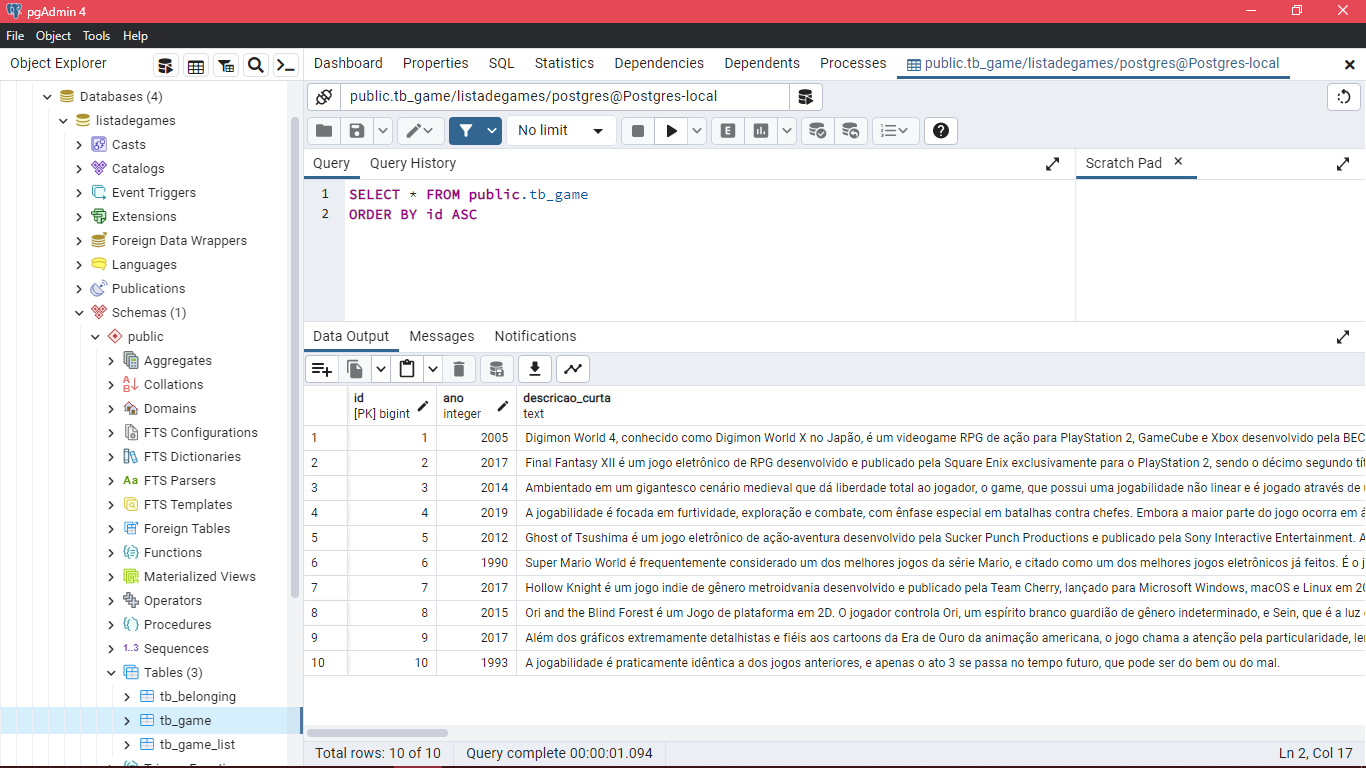 pgAdmin 4
File Object Tools Help
Object Explorer
Dashboard Properties SQL Statistics Dependencies Dependents Processes public.tb_game/listadegames/postgres@Postgres-local
Databases (4)
listadegames
Casts
Catalogs
Event Triggers
Extensions
Foreign Data Wrappers
Languages
Publications
Schemas (1)
public
Aggregates
Collations
Domains
FTS Configurations
FTS Dictionaries
Aa FTS Parsers
FTS Templates
Foreign Tables
Functions
Materialized Views
Operators
Procedures
1..3 Sequences
Tables (3)
tb_belonging
tb_game
tb_game_list
public.tb_game/listadegames/postgres@Postgres-local
No limit
E
Query Query History
Scratch Pad
1 SELECT * FROM public.tb_game
2 ORDER BY id ASC
Data Output Messages Notifications
id ano descricao_curta
[PK] bigint integer text
1 1 2005 Digimon World 4, conhecido como Digimon World X no Japão, é um videogame RPG de ação para PlayStation 2, GameCube e Xbox desenvolvido pela BEC
2 2 2017 Final Fantasy XII é um jogo eletrônico de RPG desenvolvido e publicado pela Square Enix exclusivamente para o PlayStation 2, sendo o décimo segundo
3 3 2014 Ambientado em um gigantesco cenário medieval que dá liberdade total ao jogador, o game, que possui uma jogabilidade não linear e é jogado através de
4 4 2019 A jogabilidade é focada em furtividade, exploração e combate, com ênfase especial em batalhas contra chefes. Embora a maior parte do jogo ocorra em
5 5 2012 Ghost of Tsushima é um jogo eletrônico de ação-aventura desenvolvido pela Sucker Punch Productions e publicado pela Sony Interactive Entertainment. A
6 6 1990 Super Mario World é frequentemente considerado um dos melhores jogos da série Mario, e citado como um dos melhores jogos eletrônicos já feitos. É o
7 7 2017 Hollow Knight é um jogo indie de gênero metroidvania desenvolvido e publicado pela Team Cherry, lançado para Microsoft Windows, macOS e Linux em
8 8 2015 Ori and the Blind Forest é um Jogo de plataforma em 2D. O jogador controla Ori, um espírito branco guardião de gênero indeterminado, e Sein, que é a luz
9 9 2017 Além dos gráficos extremamente detalhistas e fiéis aos cartoons da Era de Ouro da animação americana, o jogo chama a atenção pela particularidade,
10 10 1993 A jogabilidade é praticamente idêntica a dos jogos anteriores, e apenas o ato 3 se passa no tempo futuro, que pode ser do bem ou do mal.
Total rows: 10 of 10 Query complete 00:00:01.094 Ln 2, Col 17